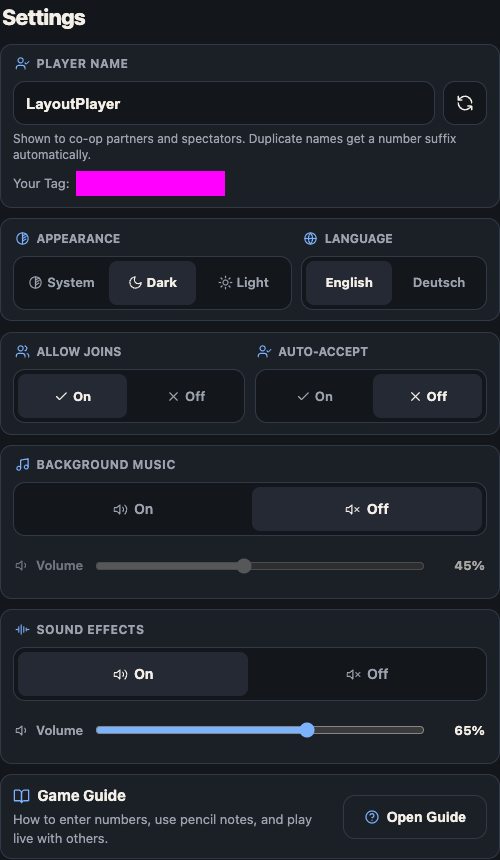 Settings
PLAYER NAME
LayoutPlayer
Shown to co-op partners and spectators. Duplicate names get a number suffix
automatically.
Your Tag:
APPEARANCE
LANGUAGE
System Dark Light
English Deutsch
ALLOW JOINS
AUTO-ACCEPT
On Off
On Off
BACKGROUND MUSIC
On Off
Volume 45%
SOUND EFFECTS
On Off
Volume 65%
Game Guide
How to enter numbers, use pencil notes, and play
live with others.
Open Guide